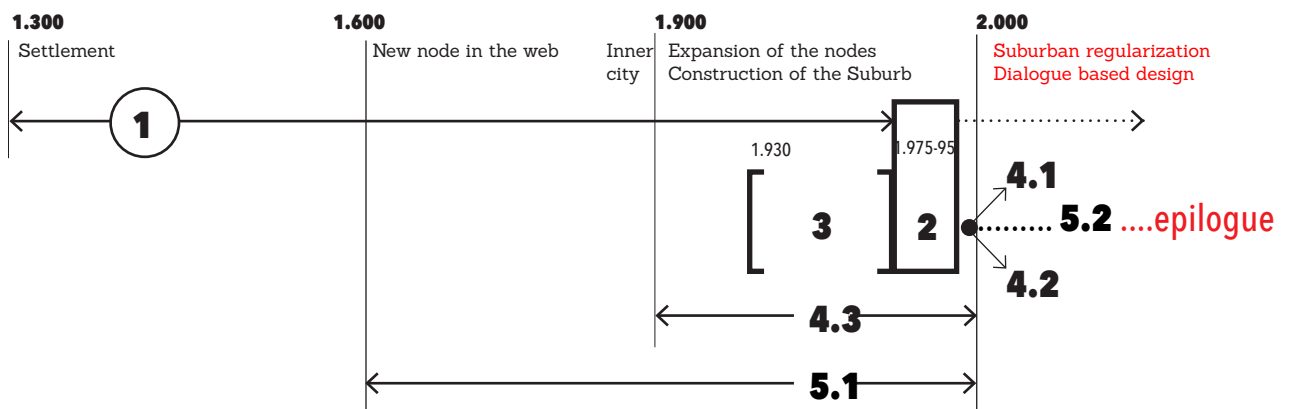 1.300 1.600 1.900 2.000
Settlement New node in the web Inner Expansion of the nodes Suburban regularization
city Construction of the Suburb Dialogue based design
1
1.930 1.975-95
4.1
3 2 ......... 5.2 ....epilogue
4.2
4.3
5.1